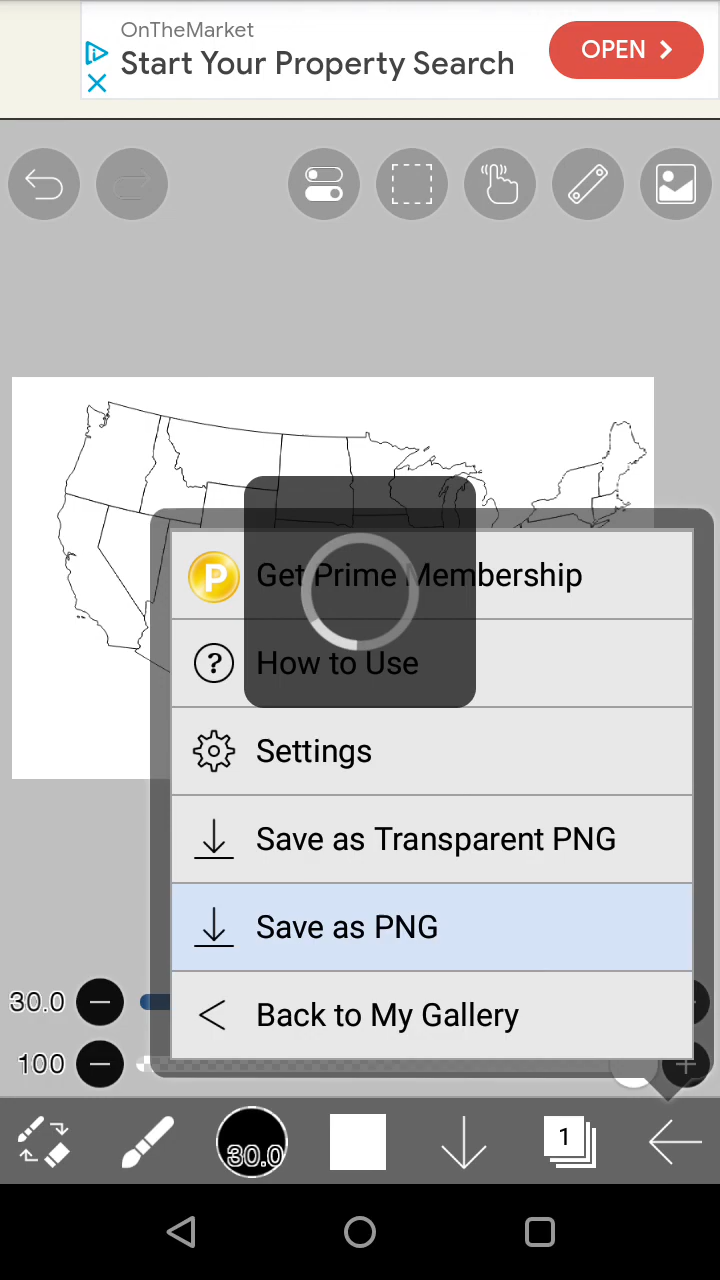 OnTheMarket
Start Your Property Search
OPEN
P
Get Prime Membership
? How to Use
Settings
Save as Transparent PNG
Save as PNG
30.0
Back to My Gallery
100
30.0
1